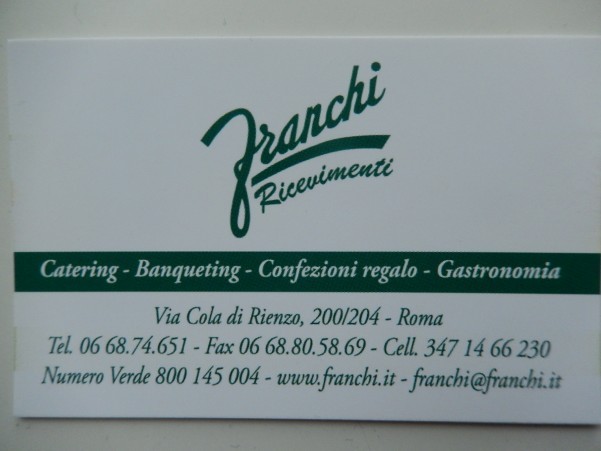 Franchi
Ricevimenti
Catering - Banqueting - Confezioni regalo - Gastronomia
Via Cola di Rienzo, 200/204 - Roma
Tel. 06 68.74.651 - Fax 06 68.80.58.69 - Cell. 347 14 66 230
Numero Verde 800 145 004 - www.franchi.it - franchi@franchi.it